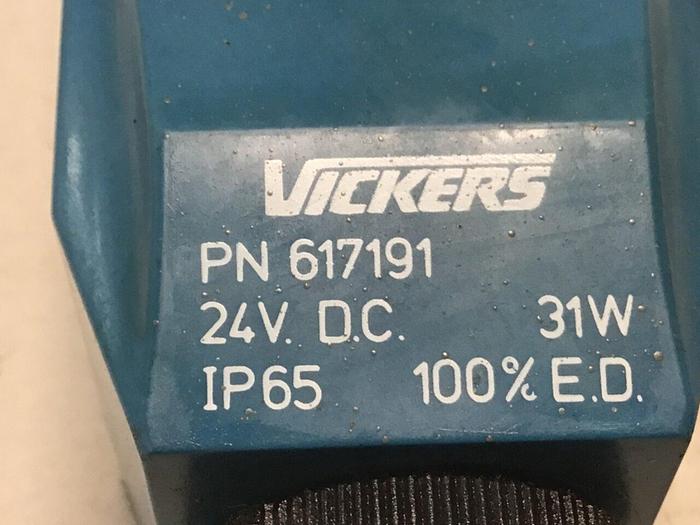 VICKERS
PN 617191
24V. D.C. 31W
IP65 100% E.D.